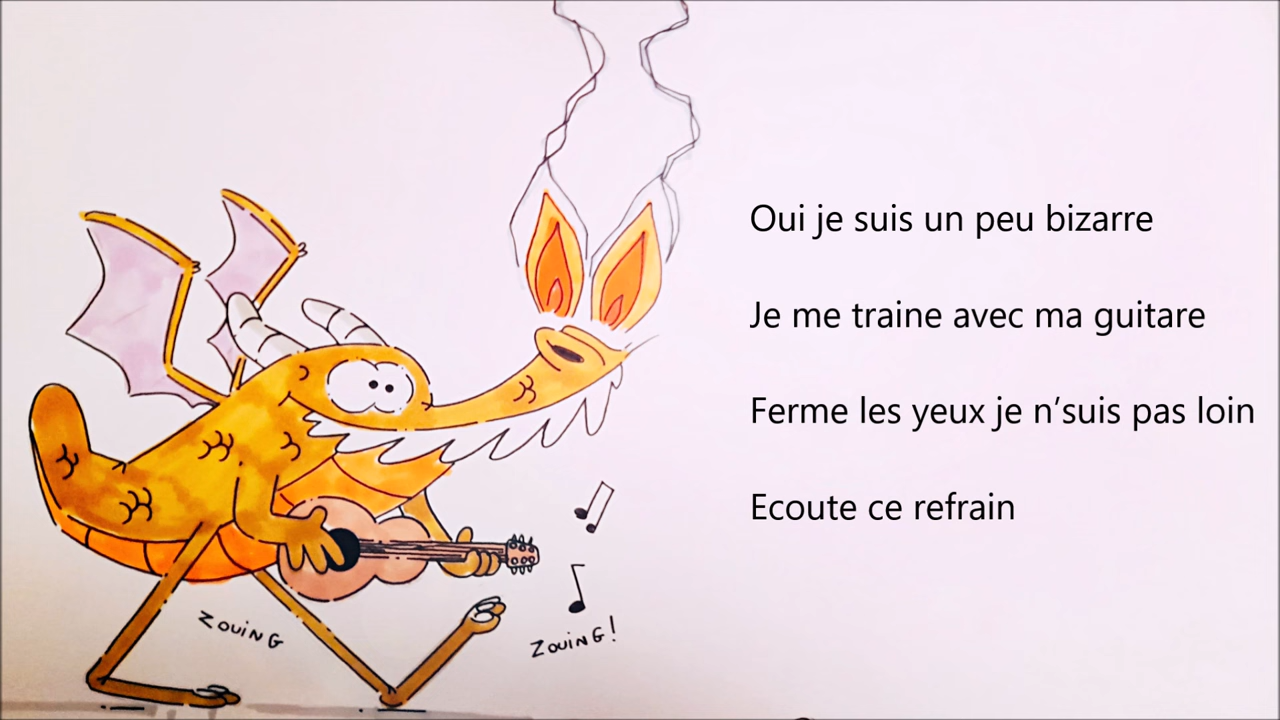 Oui je suis un peu bizarre
Je me traine avec ma guitare
Ferme les yeux je n’suis pas loin
Ecoute ce refrain
ZOUING
ZOUING!